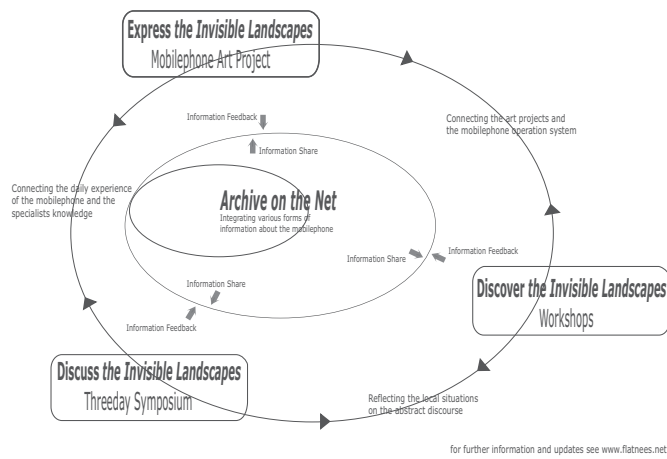 Express the Invisible Landscapes
Mobilephone Art Project
Information Feedback
Connecting the art projects and
the mobilephone operation system
Information Share
Connecting the daily experience
of the mobilephone and the
specialists knowledge
Archive on the Net
Integrating various forms of
information about the mobilephone
Information Share
Information Feedback
Information Share
Discover the Invisible Landscapes
Workshops
Information Feedback
Discuss the Invisible Landscapes
Threeday Symposium
Reflecting the local situations
on the abstract discourse
for further information and updates see www.flatnees.net